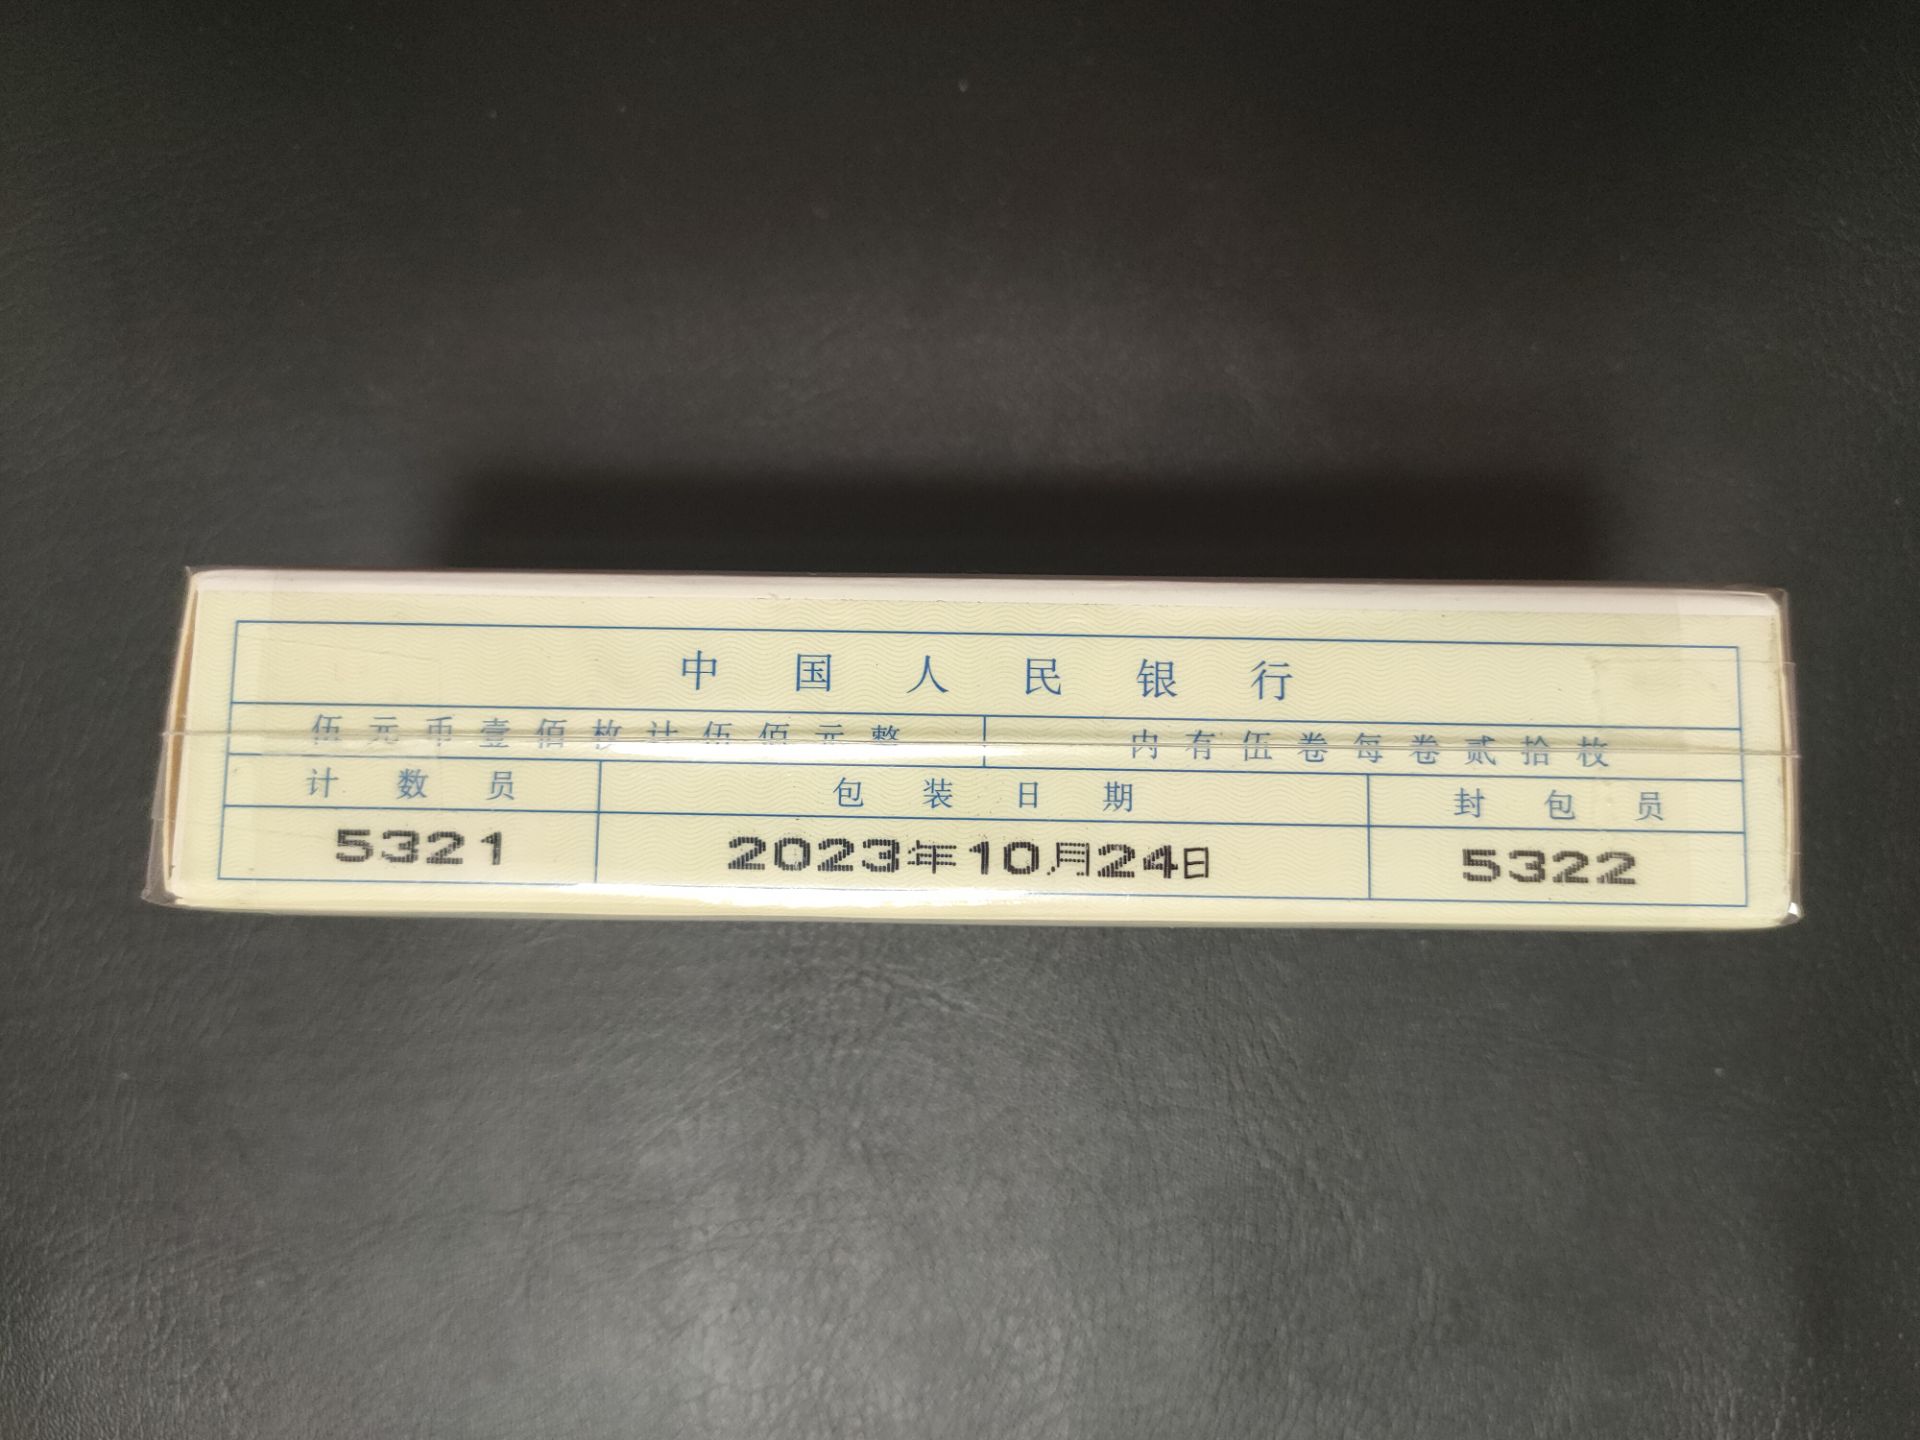 中国人民银行
伍元币壹佰枚计伍佰元整 内有伍卷每卷贰拾枚
计数员 包装日期 封包员
5321 2023年10月24日 5322